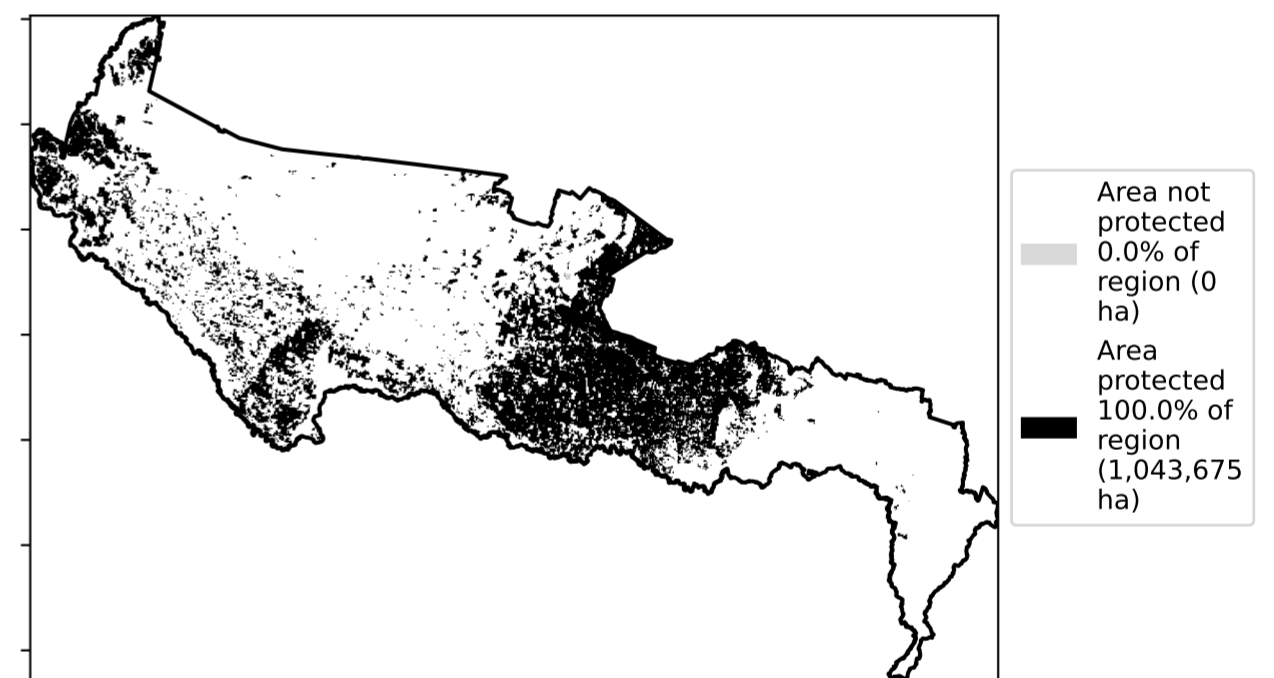 Area not
protected
0.0% of
region (0
ha)
Area
protected
100.0% of
region
(1,043,675
ha)